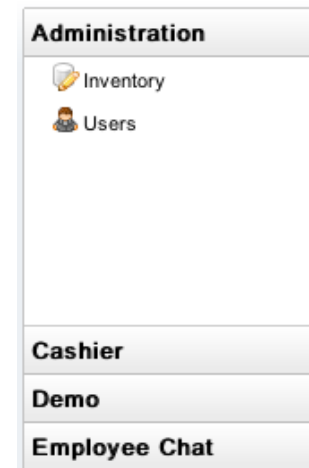 Administration
Inventory
Users
Cashier
Demo
Employee Chat